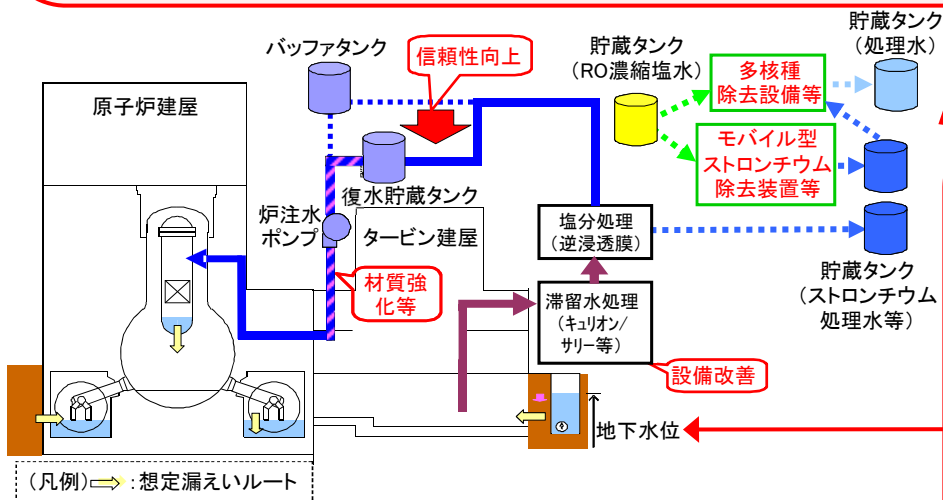 バッファタンク
信頼性向上
貯蔵タンク
（RO濃縮塩水）
多核種
除去設備等
貯蔵タンク
（処理水）
原子炉建屋
モバイル型
ストロンチウム
除去装置等
復水貯蔵タンク
炉注水
ポンプ
タービン建屋
塩分処理
（逆浸透膜）
材質強
化等
滞留水処理
（キュリオン/
サリー等）
貯蔵タンク
（ストロンチウム
処理水等）
設備改善
地下水位
（凡例） ：想定漏えいルート